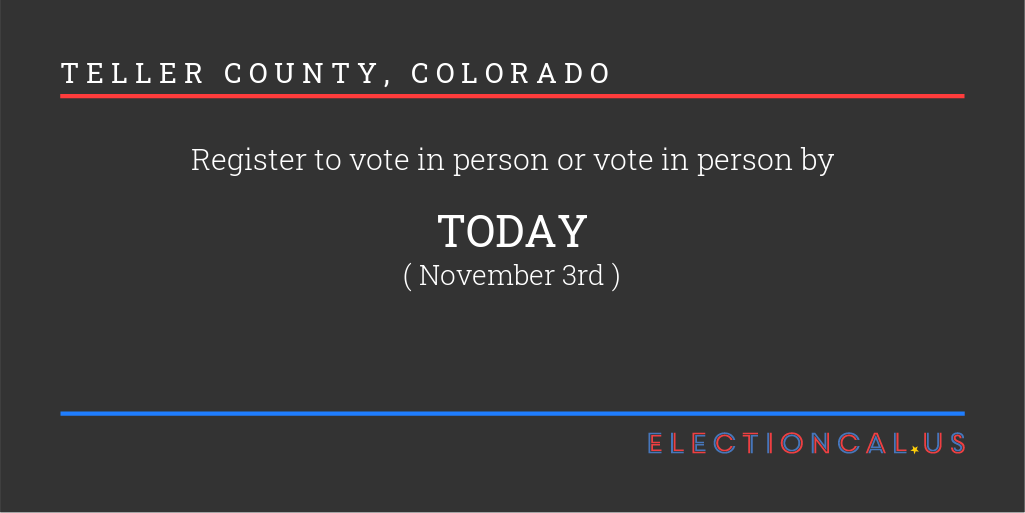 TELLER COUNTY, COLORADO
Register to vote in person or vote in person by
TODAY
( November 3rd )
ELECTIONCAL.US